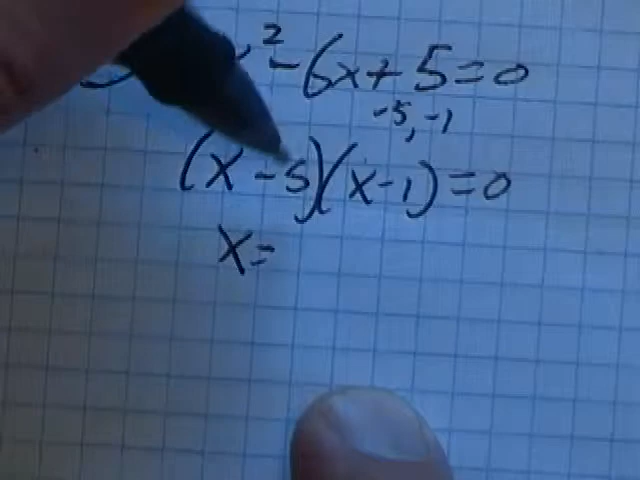 ² - 6x + 5 = 0
-5, -1
(x - 5)(x - 1) = 0
x =